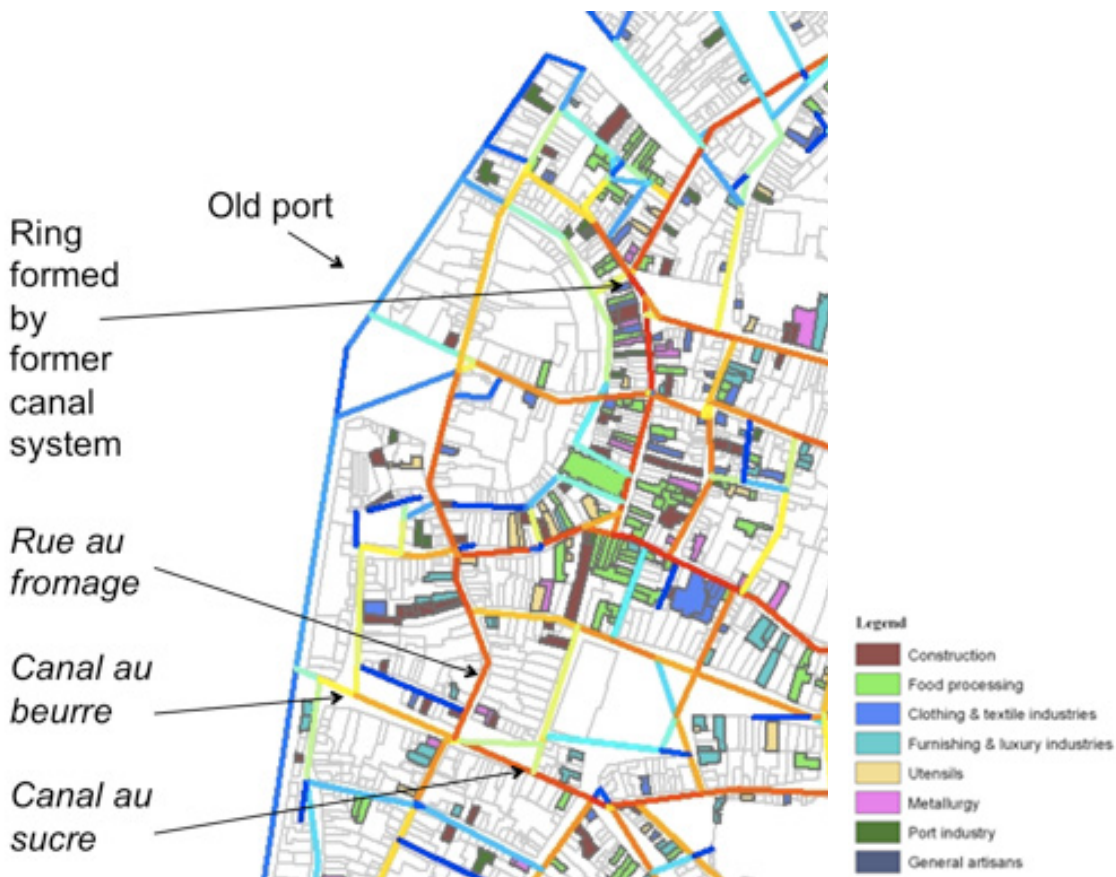 Old port
Ring
formed
by
former
canal
system
Rue au
fromage
Canal au
beurre
Canal au
sucre
Legend
Construction
Food processing
Clothing & textile industries
Furnishing & luxury industries
Utensils
Metallurgy
Port industry
General artisans